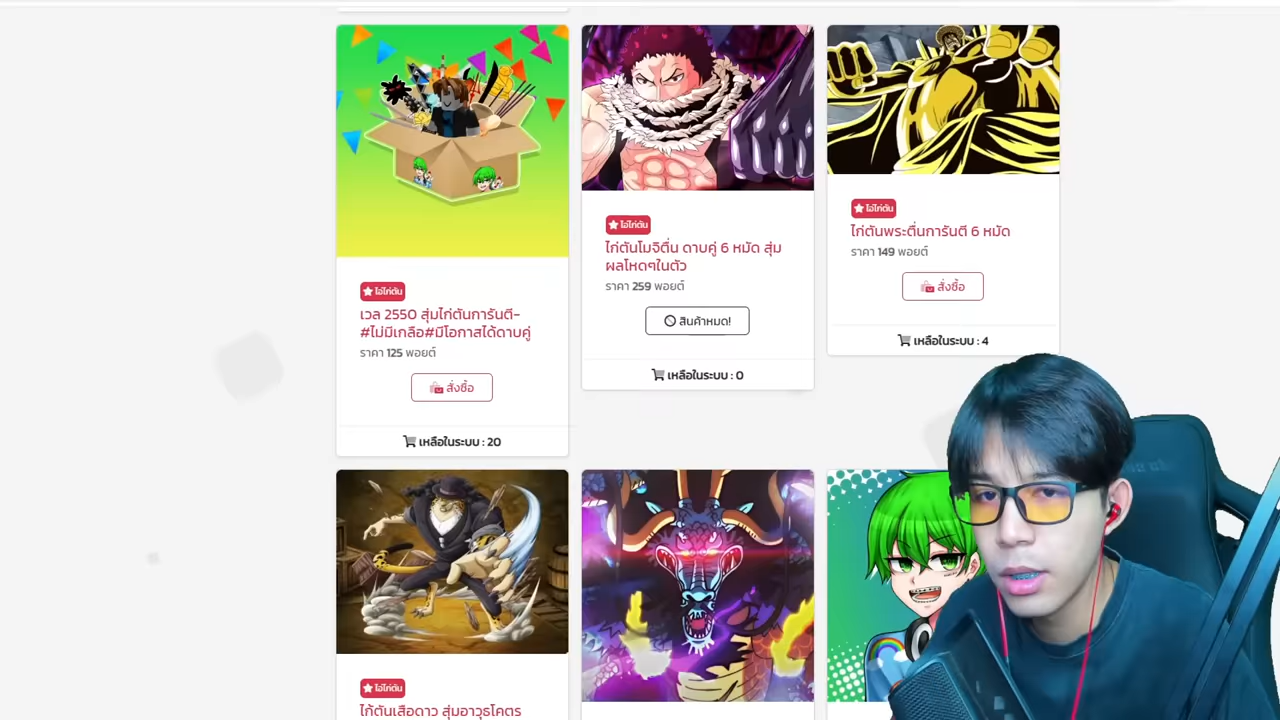 ไอ่ไก่ตัน
เวล 2550 สุ่มไก่ตันการันตี-
#ไม่มีเกลือ#มีโอกาสได้ดาบคู่
ราคา 125 พอยต์
สั่งซื้อ
เหลือในระบบ : 20
ไอ่ไก่ตัน
ไก่ตันโมจิตื่น ดาบคู่ 6 หมัด สุ่ม
ผลโหดๆในตัว
ราคา 259 พอยต์
สินค้าหมด!
เหลือในระบบ : 0
ไอ่ไก่ตัน
ไก่ตันพระตื่นการันตี 6 หมัด
ราคา 149 พอยต์
สั่งซื้อ
เหลือในระบบ : 4
ไอ่ไก่ตัน
ไก้ตันเสือดาว สุ่มอาวุธโคตร